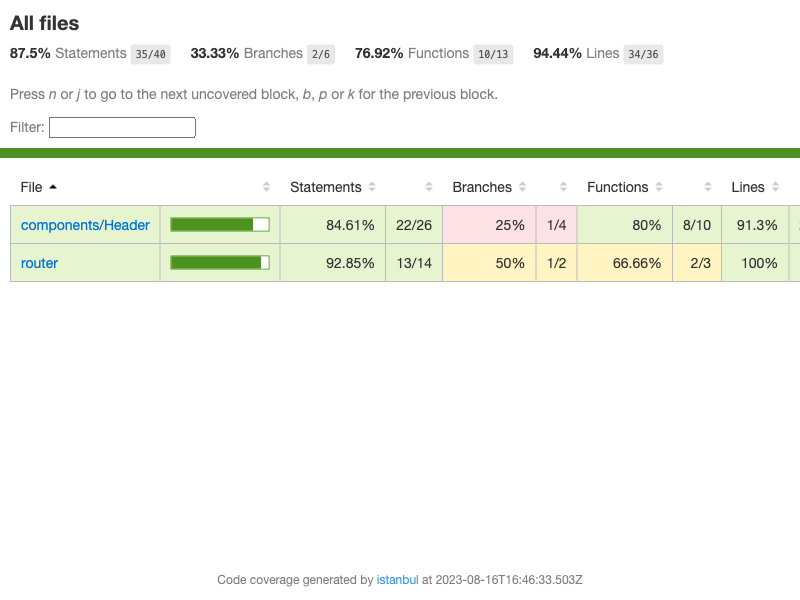 All files
87.5% Statements 35/40 33.33% Branches 2/6 76.92% Functions 10/13 94.44% Lines 34/36
Press n or j to go to the next uncovered block, b, p or k for the previous block.
Filter:
File Statements Branches Functions Lines
components/Header 84.61% 22/26 25% 1/4 80% 8/10 91.3%
router 92.85% 13/14 50% 1/2 66.66% 2/3 100%
Code coverage generated by istanbul at 2023-08-16T16:46:33.503Z